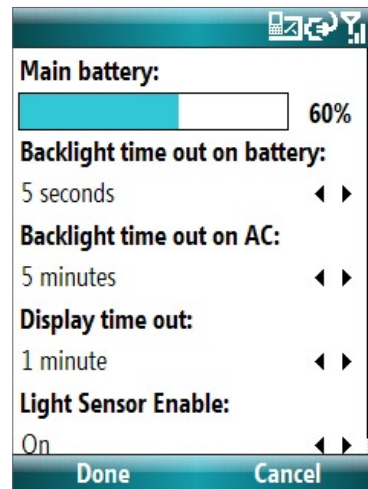 Main battery:
60%
Backlight time out on battery:
5 seconds
Backlight time out on AC:
5 minutes
Display time out:
1 minute
Light Sensor Enable:
On
Done Cancel